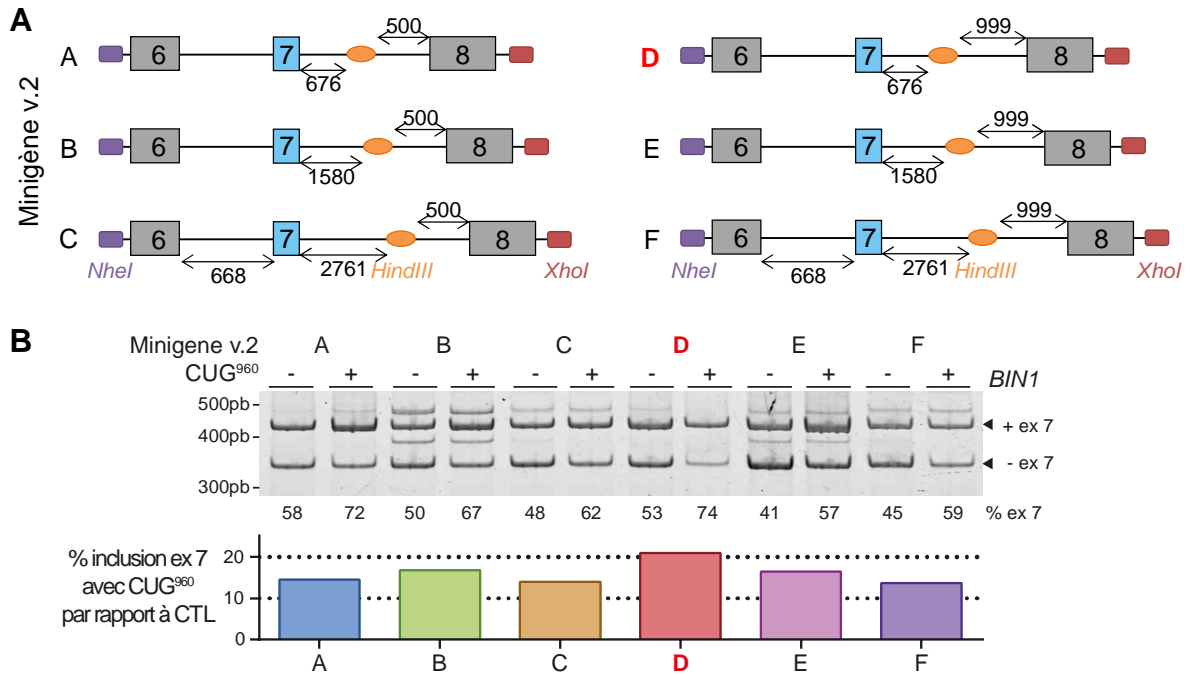 A
Minigène v.2
A 6 7 8 500
676
B 6 7 8 500
1580
C 6 7 8 500
NheI 668 2761 HindIII XhoI
D 6 7 8 999
676
E 6 7 8 999
1580
F 6 7 8 999
NheI 668 2761 HindIII XhoI
B
Minigene v.2 A B C D E F
CUG960 - + - + - + - + - + - + BIN1
500pb
400pb
300pb
+ ex 7
- ex 7
58 72 50 67 48 62 53 74 41 57 45 59 % ex 7
% inclusion ex 7
avec CUG960
par rapport à CTL
20
10
0
A B C D E F